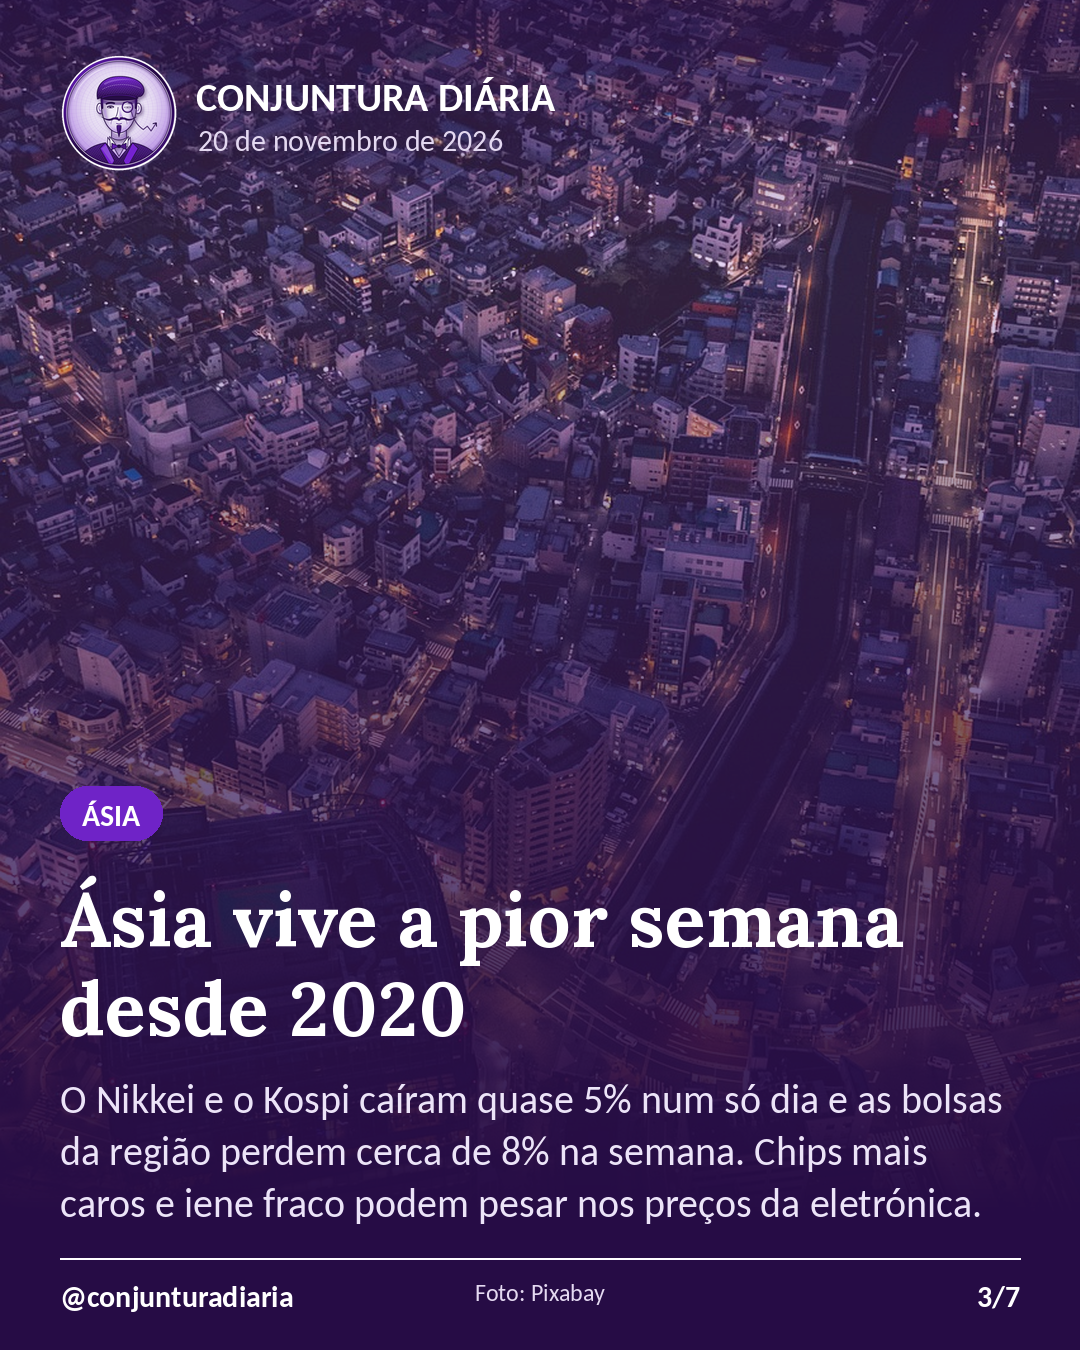 CONJUNTURA DIÁRIA
20 de novembro de 2026
ÁSIA
Ásia vive a pior semana
desde 2020
O Nikkei e o Kospi caíram quase 5% num só dia e as bolsas
da região perdem cerca de 8% na semana. Chips mais
caros e iene fraco podem pesar nos preços da eletrónica.
@conjunturadiaria
Foto: Pixabay
3/7